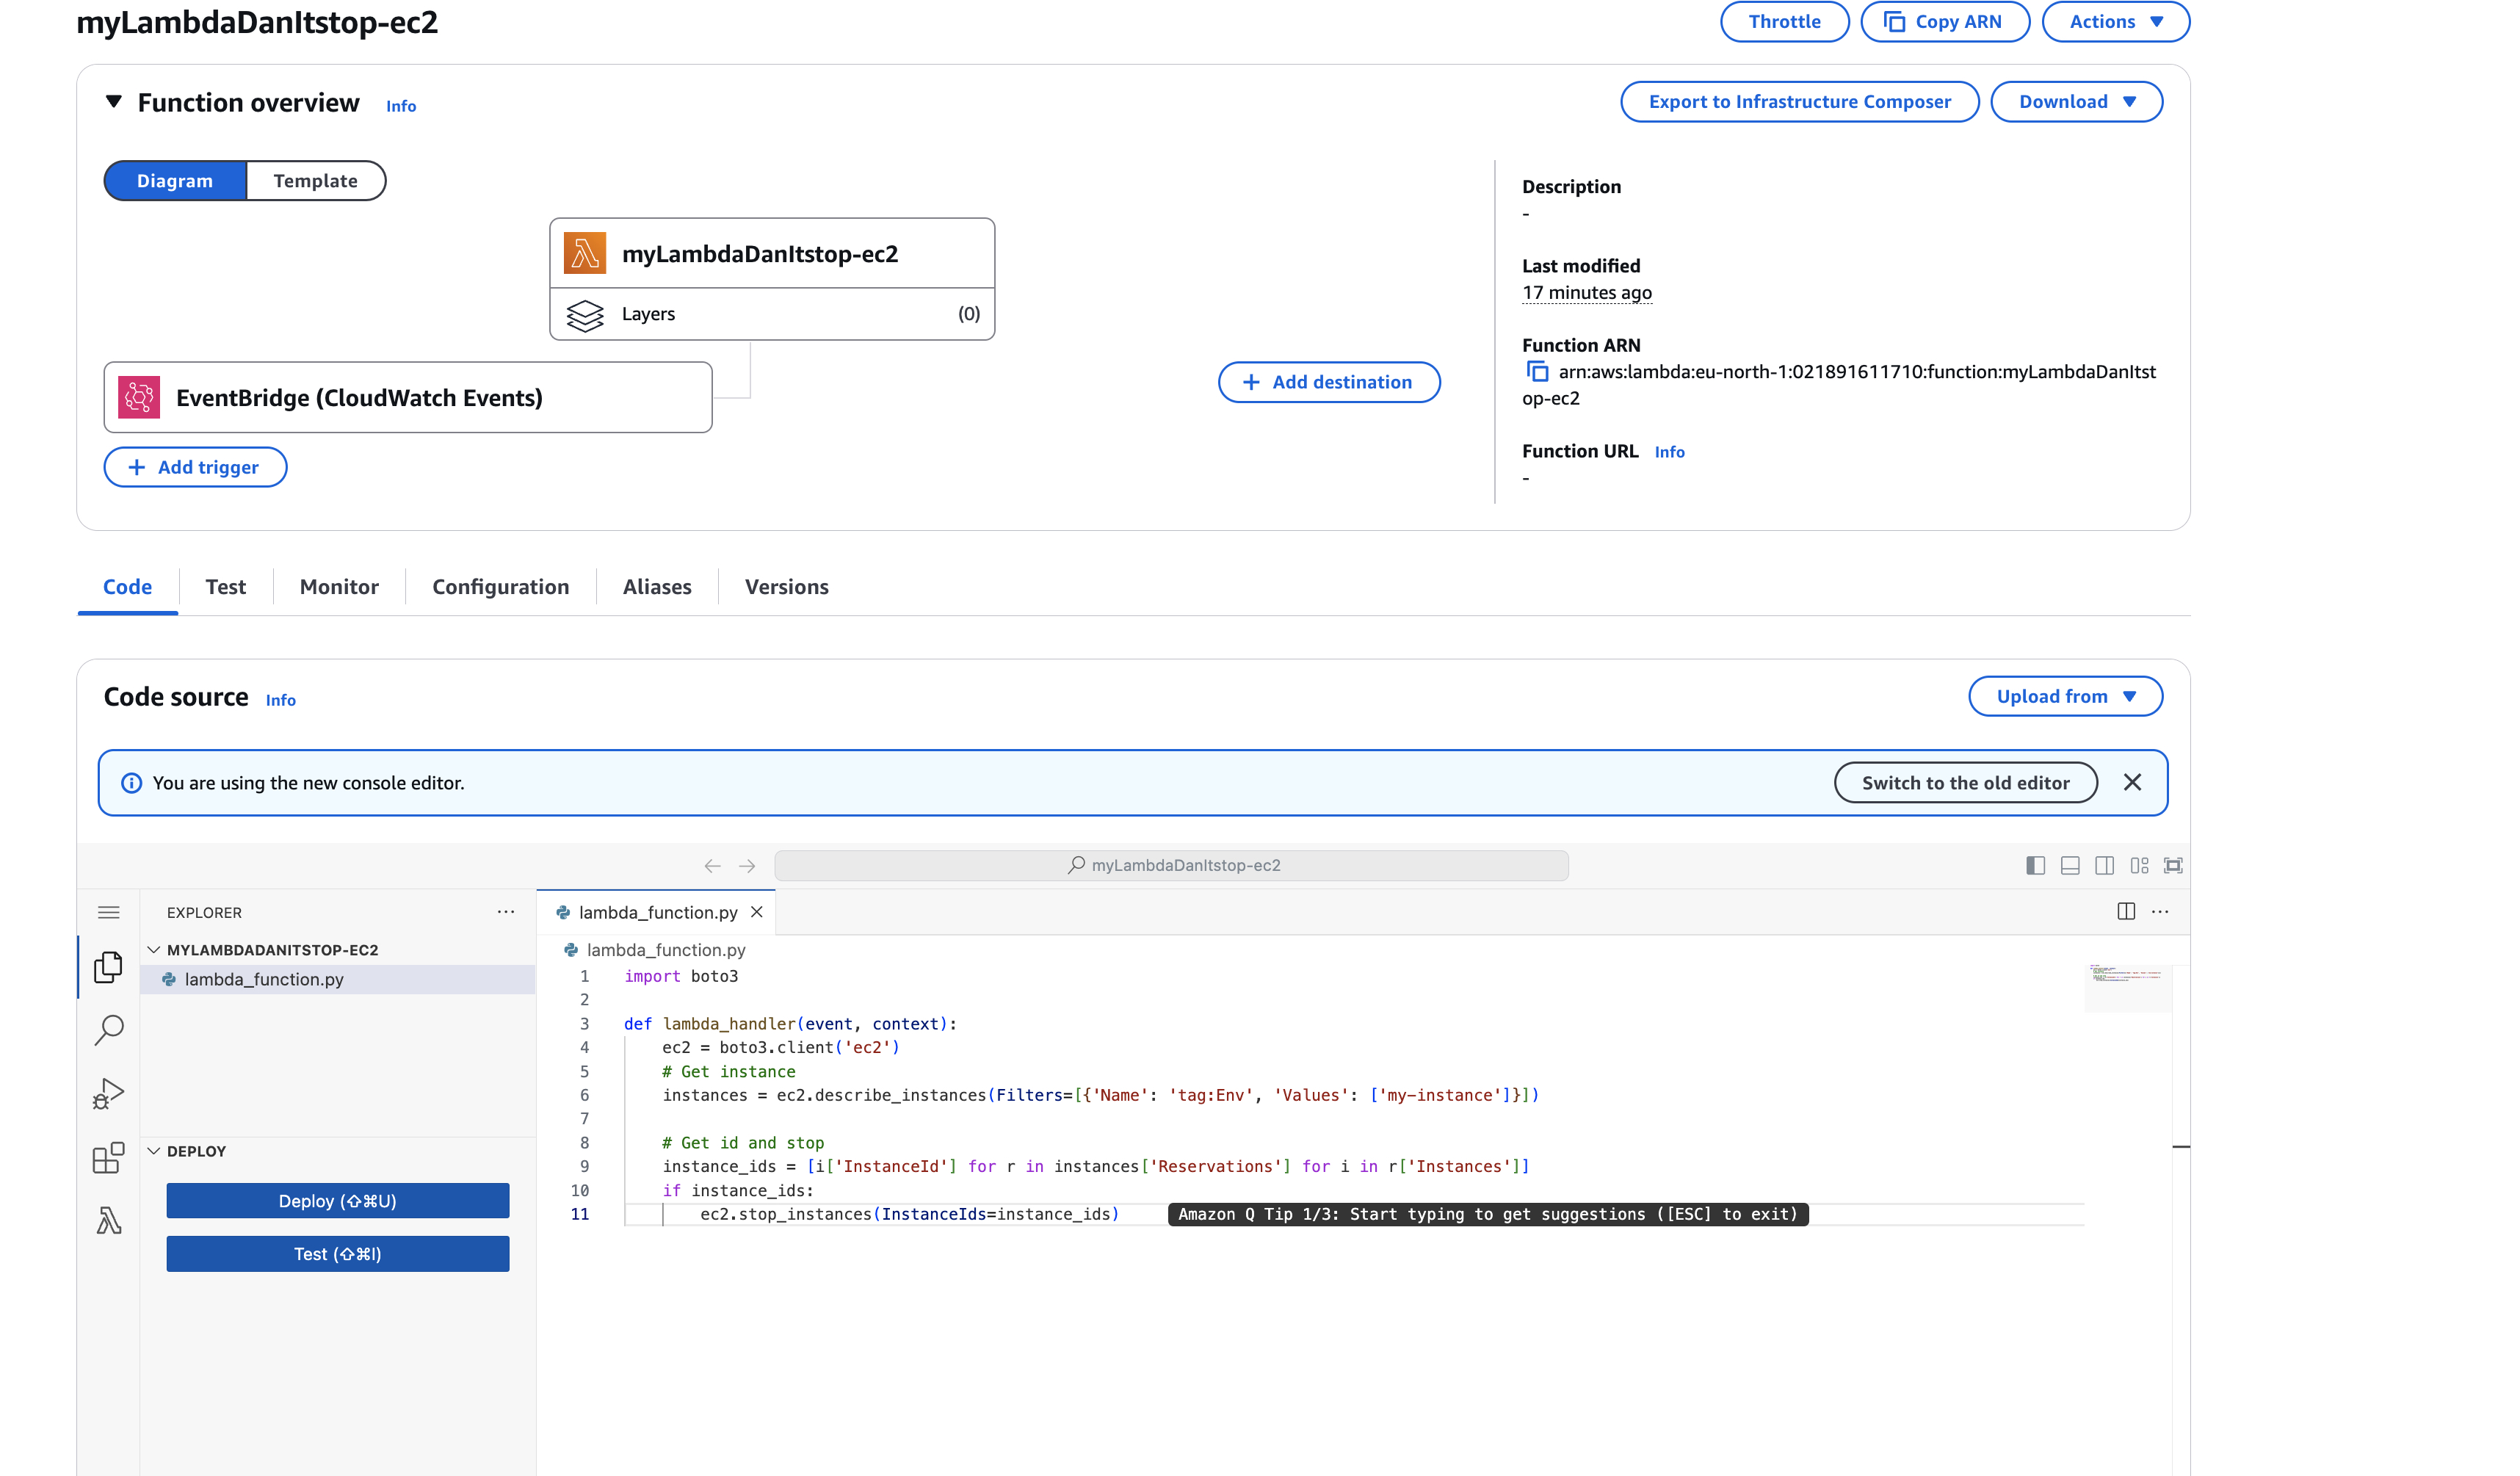 myLambdaDanItstop-ec2
Throttle
Copy ARN
Actions
Function overview
Info
Export to Infrastructure Composer
Download
Diagram
Template
myLambdaDanItstop-ec2
Layers
(0)
EventBridge (CloudWatch Events)
+ Add trigger
+ Add destination
Description
-
Last modified
17 minutes ago
Function ARN
arn:aws:lambda:eu-north-1:021891611710:function:myLambdaDanItst
op-ec2
Function URL
Info
-
Code
Test
Monitor
Configuration
Aliases
Versions
Code source
Info
Upload from
You are using the new console editor.
Switch to the old editor
myLambdaDanItstop-ec2
EXPLORER
MYLAMBDADANITSTOP-EC2
lambda_function.py
DEPLOY
Deploy (⇧⌘U)
Test (⇧⌘I)
lambda_function.py
lambda_function.py
1 import boto3
2
3 def lambda_handler(event, context):
4 ec2 = boto3.client('ec2')
5 # Get instance
6 instances = ec2.describe_instances(Filters=[{'Name': 'tag:Env', 'Values': ['my-instance']}])
7
8 # Get id and stop
9 instance_ids = [i['InstanceId'] for r in instances['Reservations'] for i in r['Instances']]
10 if instance_ids:
11 ec2.stop_instances(InstanceIds=instance_ids)
Amazon Q Tip 1/3: Start typing to get suggestions ([ESC] to exit)